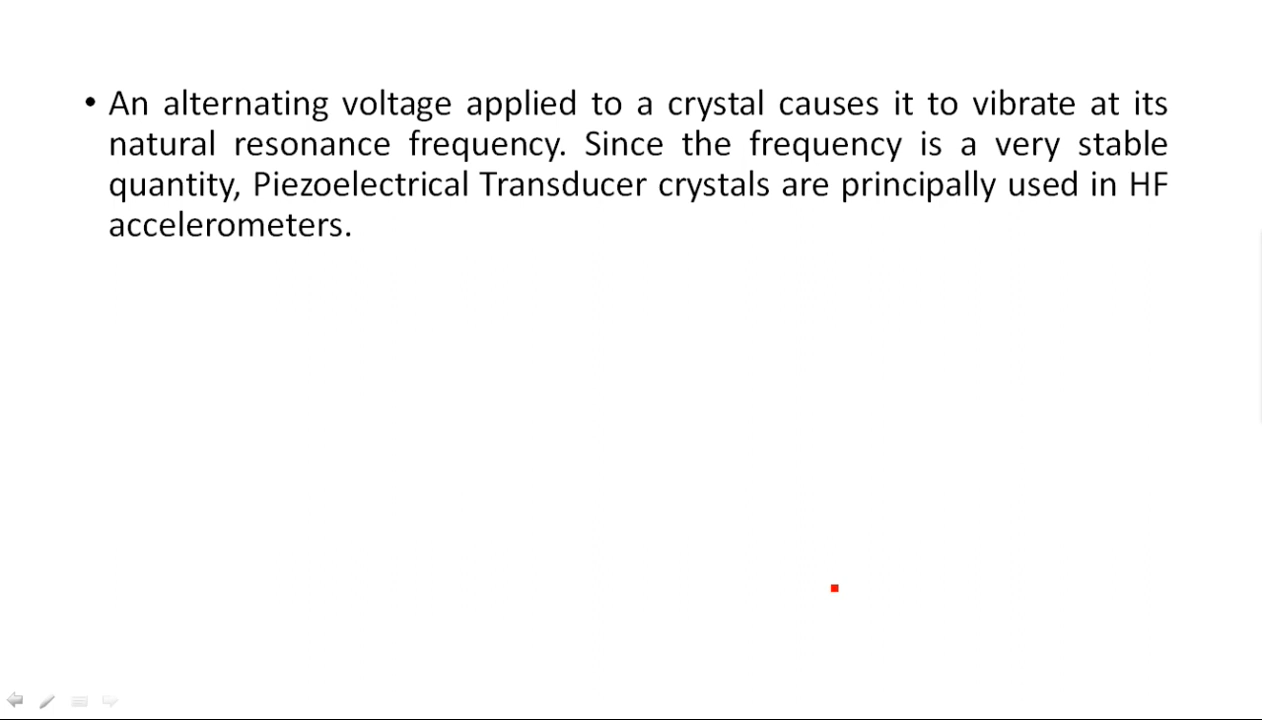 • An alternating voltage applied to a crystal causes it to vibrate at its
natural resonance frequency. Since the frequency is a very stable
quantity, Piezoelectrical Transducer crystals are principally used in HF
accelerometers.